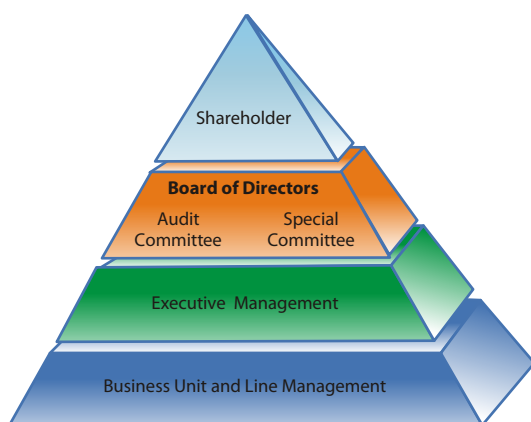 Shareholder
Board of Directors
Audit Committee
Special Committee
Executive Management
Business Unit and Line Management